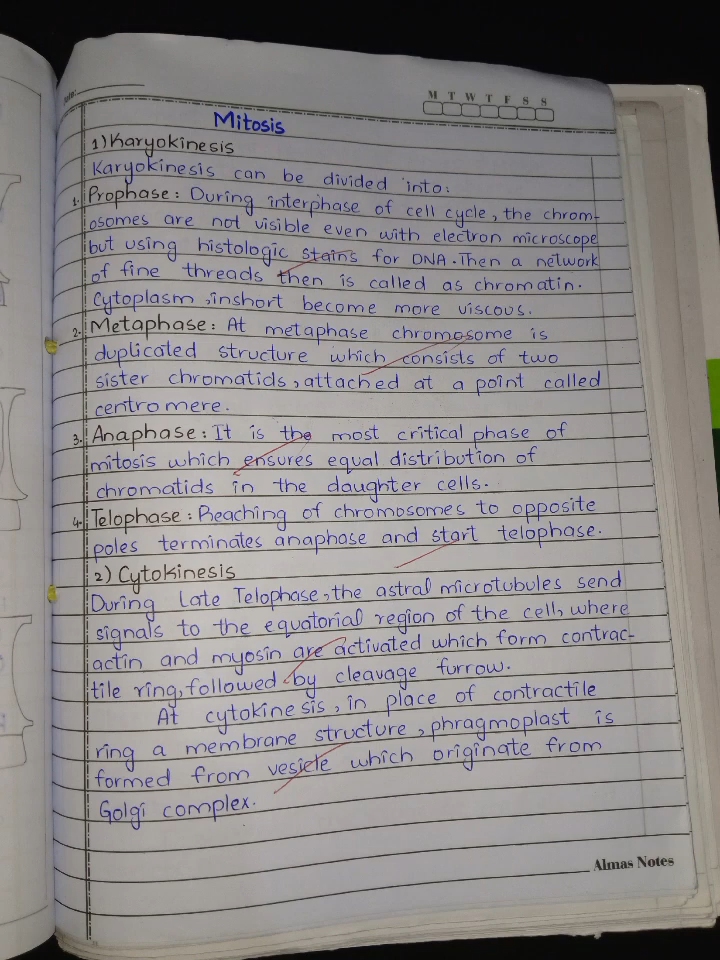 Date:
M T W T F S S
Mitosis
1) Karyokinesis
Karyokinesis can be divided into:
1. Prophase: During interphase of cell cycle, the chrom-
osomes are not visible even with electron microscope
but using histologic stains for DNA. Then a network
of fine threads then is called as chromatin.
Cytoplasm, inshort become more viscous.
2. Metaphase: At metaphase chromosome is
duplicated structure which consists of two
sister chromatids, attached at a point called
centromere.
3. Anaphase: It is the most critical phase of
mitosis which ensures equal distribution of
chromatids in the daughter cells.
4. Telophase: Reaching of chromosomes to opposite
poles terminates anaphase and start telophase.
2) Cytokinesis
During late Telophase, the astral microtubules send
signals to the equatorial region of the cell, where
actin and myosin are activated which form contrac-
tile ring, followed by cleavage furrow.
At cytokinesis, in place of contractile
ring a membrane structure, phragmoplast is
formed from vesicle which originate from
Golgi complex.
Almas Notes